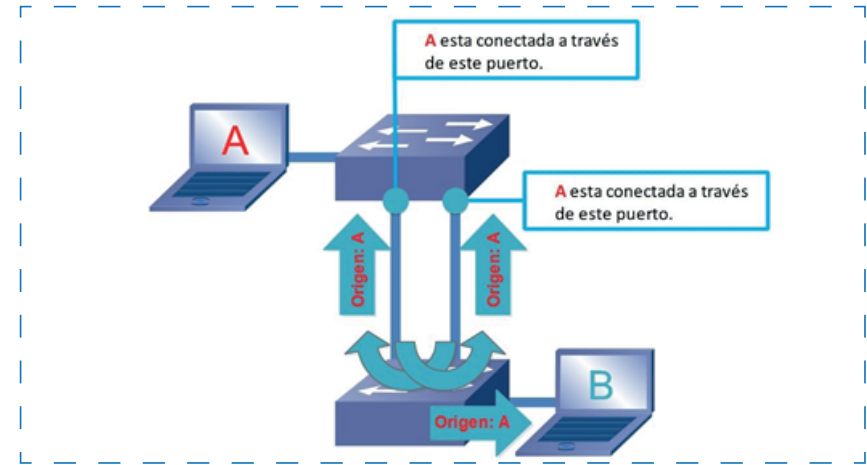 A esta conectada a través
de este puerto.
A
A esta conectada a través
de este puerto.
Origen: A
Origen: A
B
Origen: A